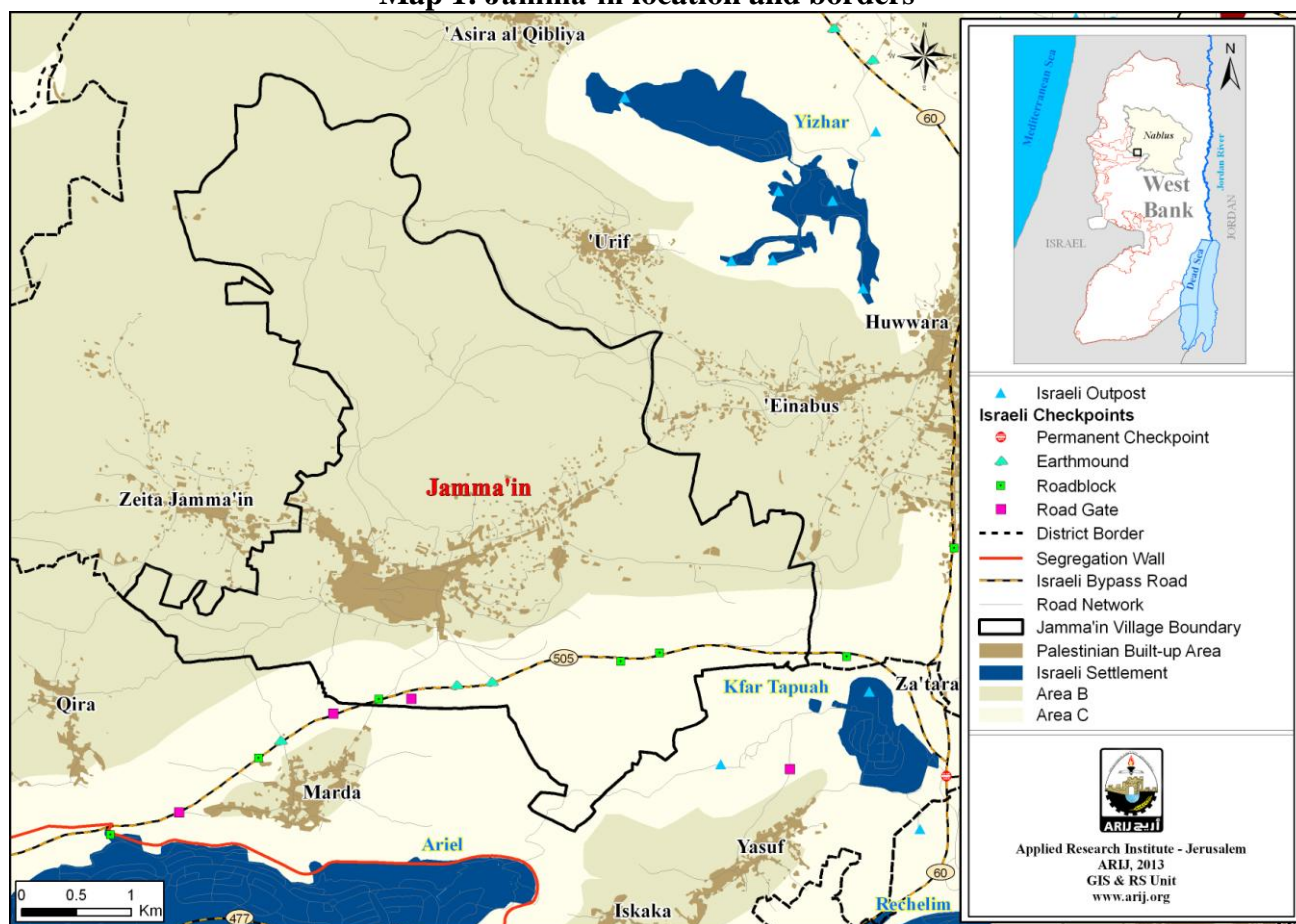 Map 1: Jamma'in location and borders
'Asira al Qibliya
Yizhar
60
'Urif
Huwwara
'Einabus
Jamma'in
Zeita Jamma'in
505
Kfar Tapuah
Za'tara
Qira
Marda
Ariel
Yasuf
60
Rechelim
Iskaka
477
0 0.5 1
Km
N
E
S
W
N
Mediterranean Sea
Nablus
West
Bank
Jordan River
JORDAN
ISRAEL
Dead Sea
Israeli Outpost
Israeli Checkpoints
Permanent Checkpoint
Earthmound
Roadblock
Road Gate
District Border
Segregation Wall
Israeli Bypass Road
Road Network
Jamma'in Village Boundary
Palestinian Built-up Area
Israeli Settlement
Area B
Area C
ARIJ أريج
Applied Research Institute - Jerusalem
ARIJ, 2013
GIS & RS Unit
www.arij.org